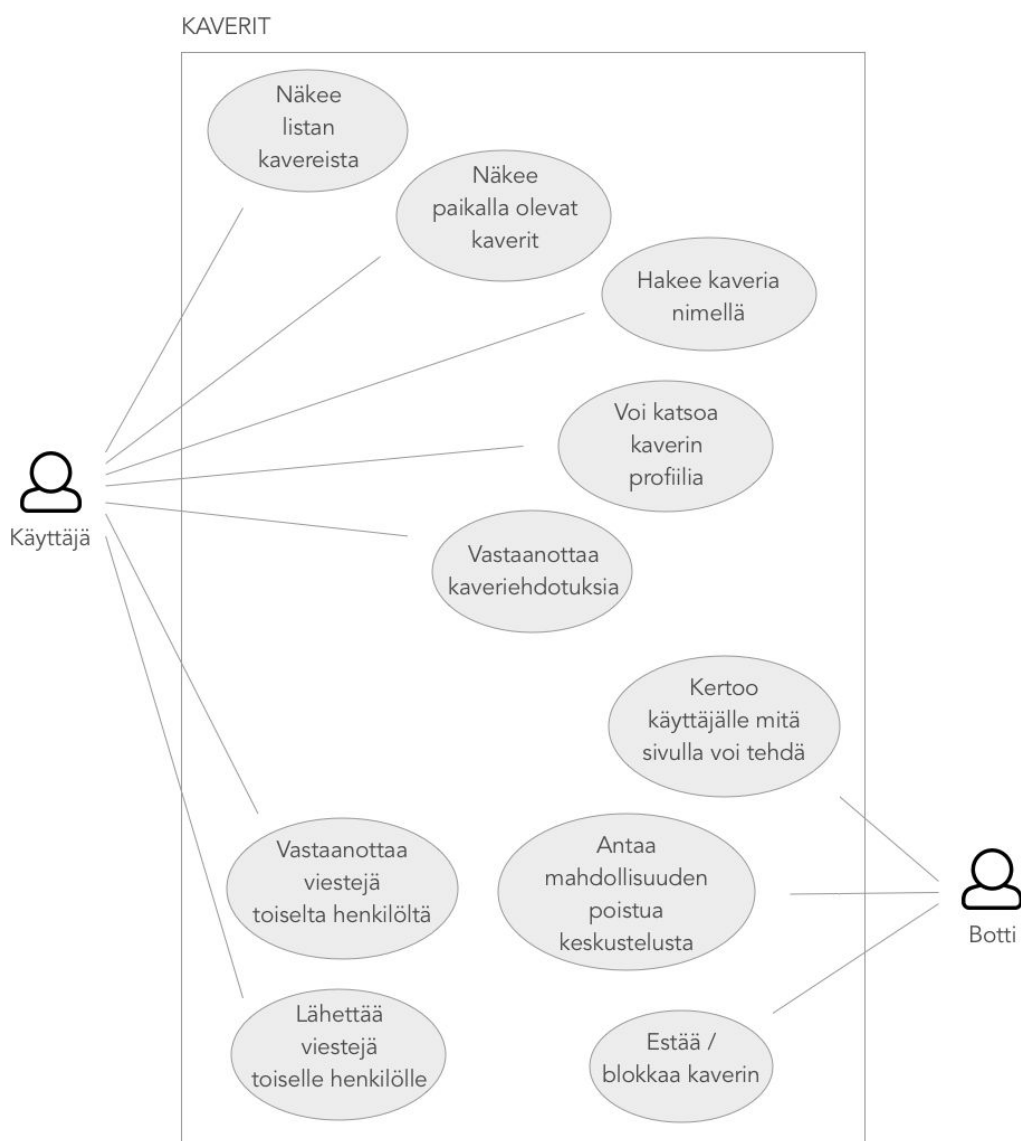 KAVERIT
Näkee
listan
kavereista
Näkee
paikalla olevat
kaverit
Hakee kaveria
nimellä
Voi katsoa
kaverin
profiilia
Käyttäjä
Vastaanottaa
kaveriehdotuksia
Kertoo
käyttäjälle mitä
sivulla voi tehdä
Vastaanottaa
viestejä
toiselta henkilöltä
Antaa
mahdollisuuden
poistua
keskustelusta
Botti
Lähettää
viestejä
toiselle henkilölle
Estää /
blokkaa kaverin